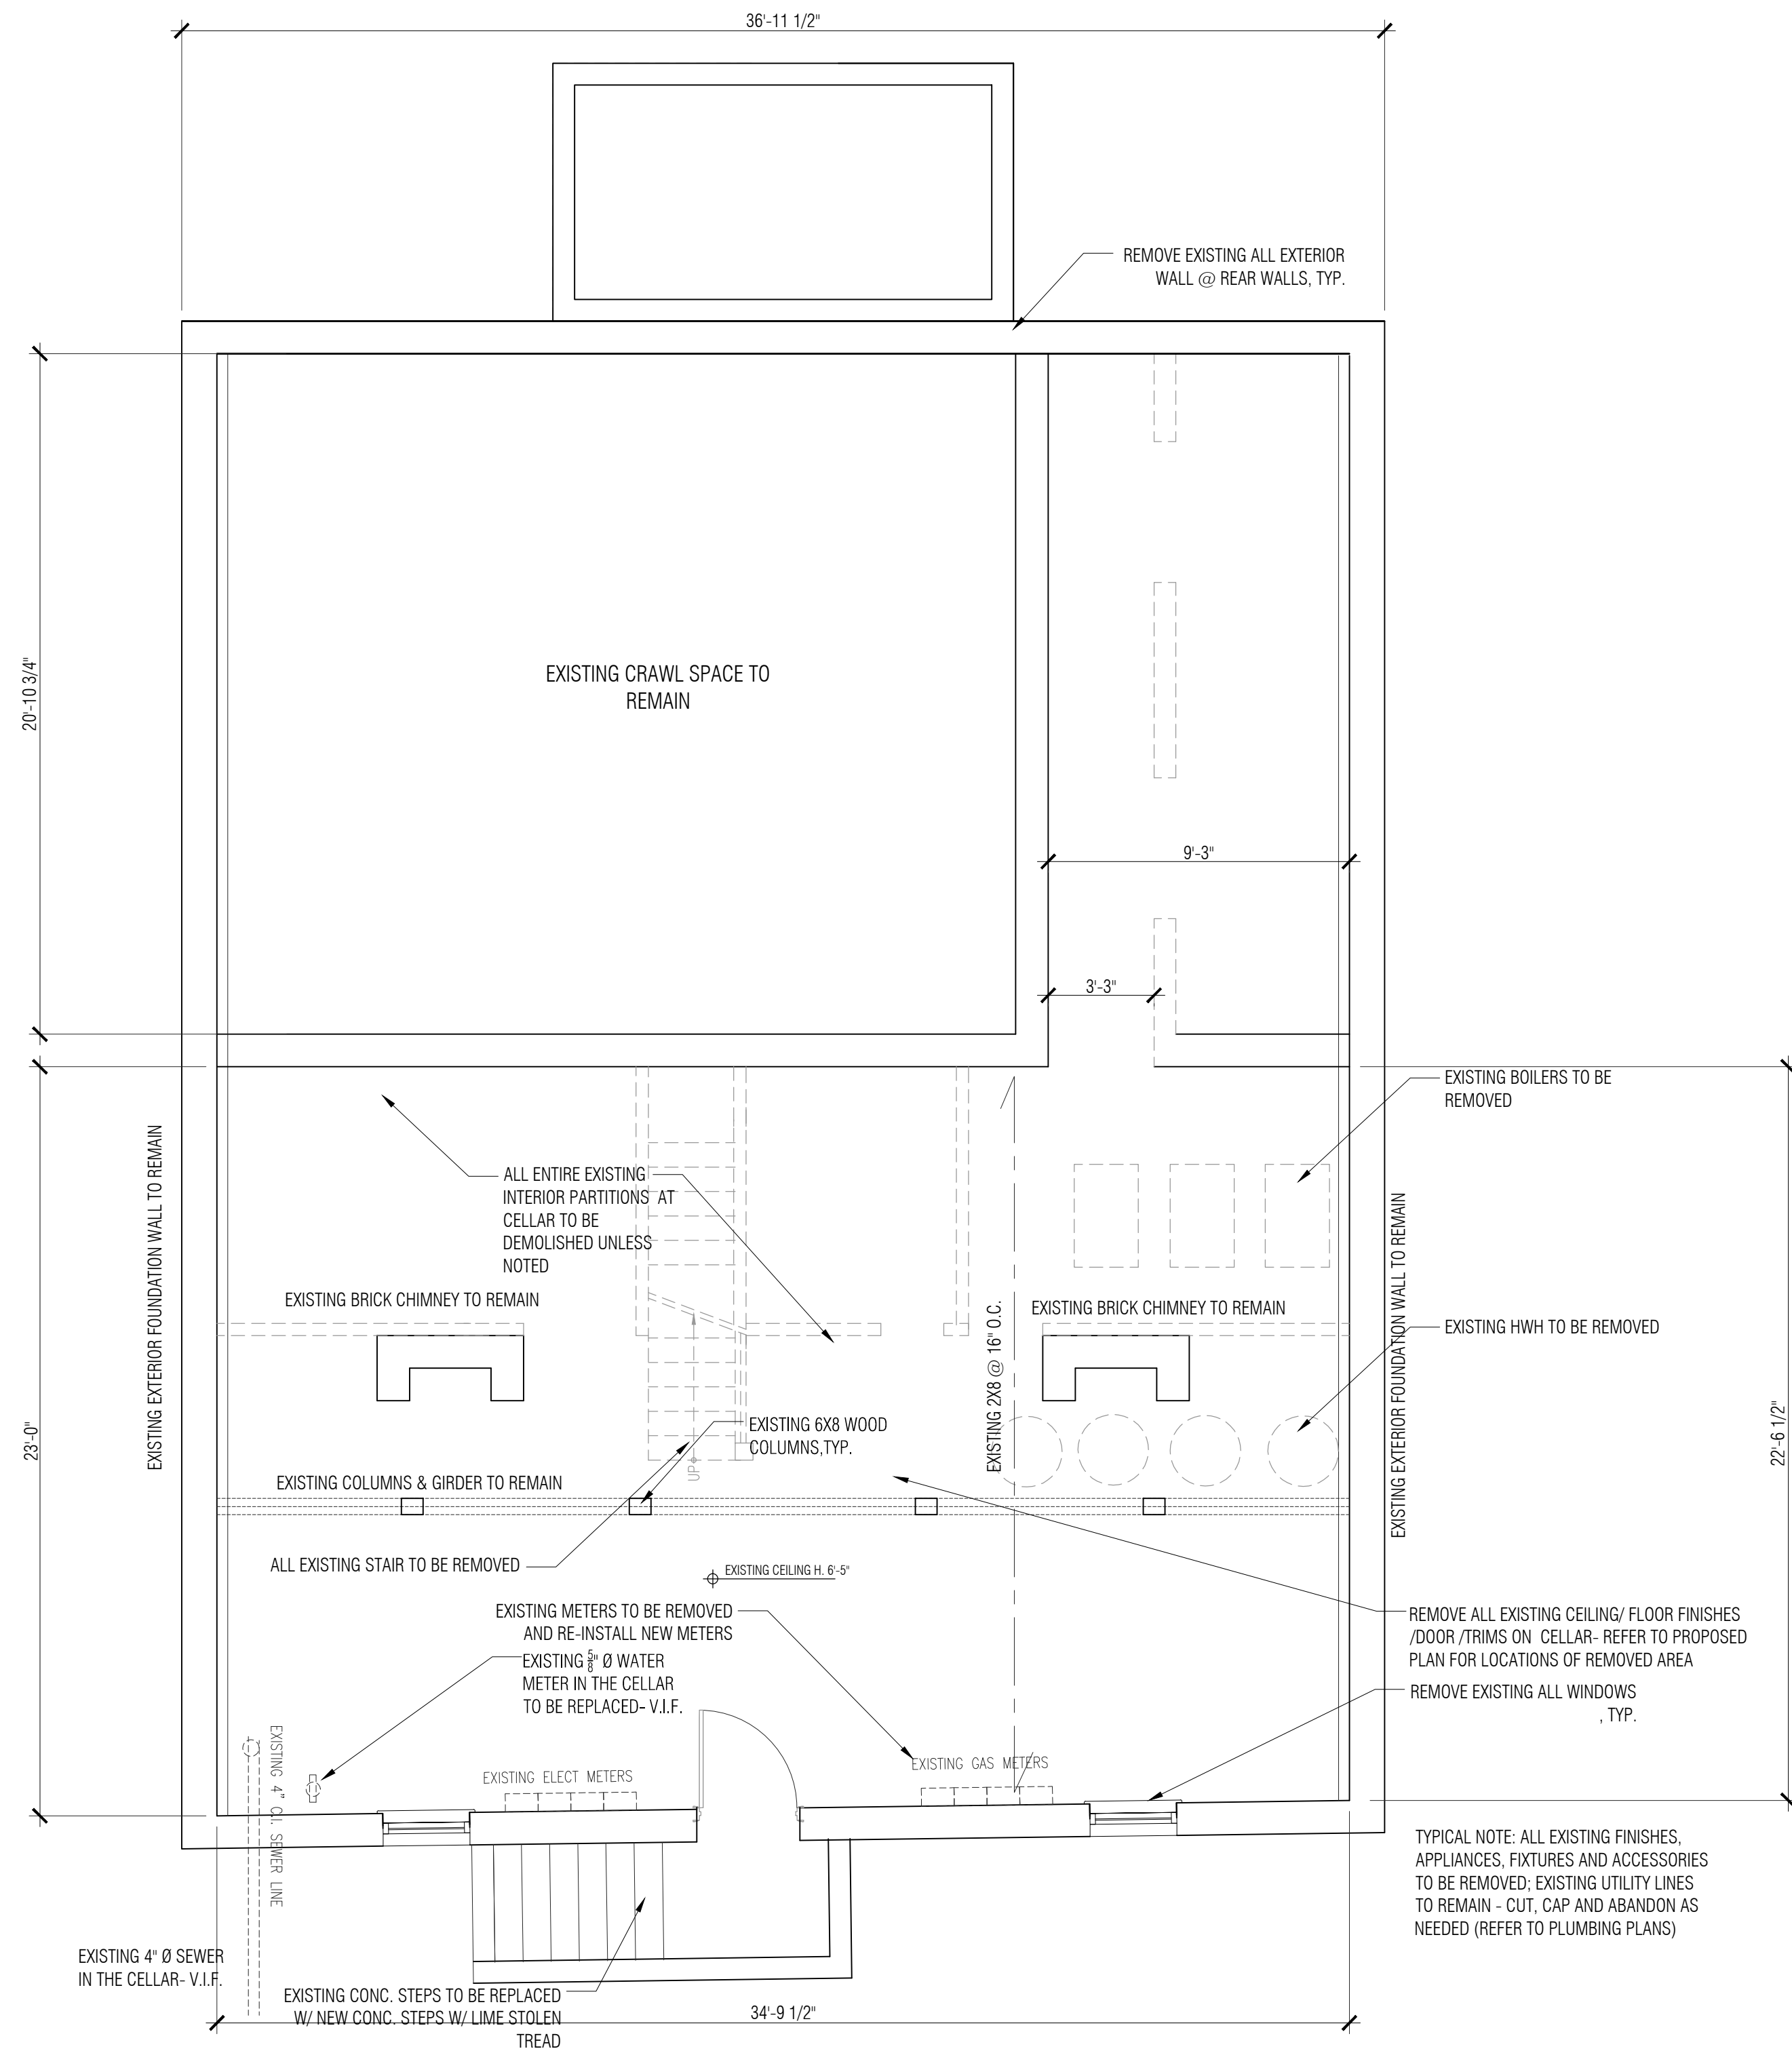 36'-11 1/2"
REMOVE EXISTING ALL EXTERIOR
WALL @ REAR WALLS, TYP.
20'-10 3/4"
EXISTING CRAWL SPACE TO
REMAIN
9'-3"
3'-3"
EXISTING BOILERS TO BE
REMOVED
EXISTING EXTERIOR FOUNDATION WALL TO REMAIN
ALL ENTIRE EXISTING
INTERIOR PARTITIONS AT
CELLAR TO BE
DEMOLISHED UNLESS
NOTED
EXISTING EXTERIOR FOUNDATION WALL TO REMAIN
EXISTING BRICK CHIMNEY TO REMAIN
EXISTING 2X8 @ 16" O.C.
EXISTING BRICK CHIMNEY TO REMAIN
EXISTING HWH TO BE REMOVED
23'-0"
22'-6 1/2"
EXISTING 6X8 WOOD
COLUMNS,TYP.
UP
EXISTING COLUMNS & GIRDER TO REMAIN
ALL EXISTING STAIR TO BE REMOVED
EXISTING CEILING H. 6'-5"
EXISTING METERS TO BE REMOVED
AND RE-INSTALL NEW METERS
EXISTING 5/8" Ø WATER
METER IN THE CELLAR
TO BE REPLACED- V.I.F.
REMOVE ALL EXISTING CEILING/ FLOOR FINISHES
/DOOR /TRIMS ON CELLAR- REFER TO PROPOSED
PLAN FOR LOCATIONS OF REMOVED AREA
REMOVE EXISTING ALL WINDOWS
, TYP.
EXISTING 4" C.I. SEWER LINE
EXISTING ELECT METERS
EXISTING GAS METERS
TYPICAL NOTE: ALL EXISTING FINISHES,
APPLIANCES, FIXTURES AND ACCESSORIES
TO BE REMOVED; EXISTING UTILITY LINES
TO REMAIN - CUT, CAP AND ABANDON AS
NEEDED (REFER TO PLUMBING PLANS)
EXISTING 4" Ø SEWER
IN THE CELLAR- V.I.F.
EXISTING CONC. STEPS TO BE REPLACED
W/ NEW CONC. STEPS W/ LIME STOLEN
TREAD
34'-9 1/2"